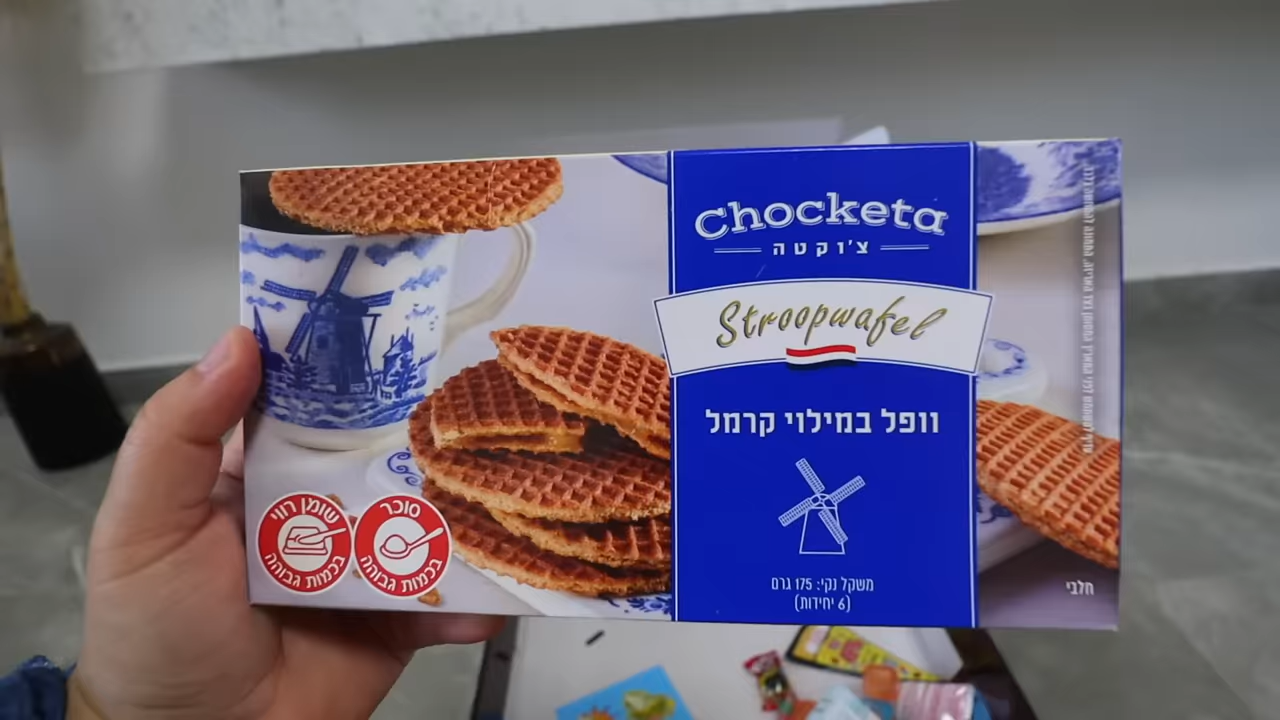 Chocketa
צ'וקטה
Stroopwafel
וופל במילוי קרמל
משקל נקי: 175 גרם
(6 יחידות)
שומן רווי
בכמות גבוהה
סוכר
בכמות גבוהה
חלבי